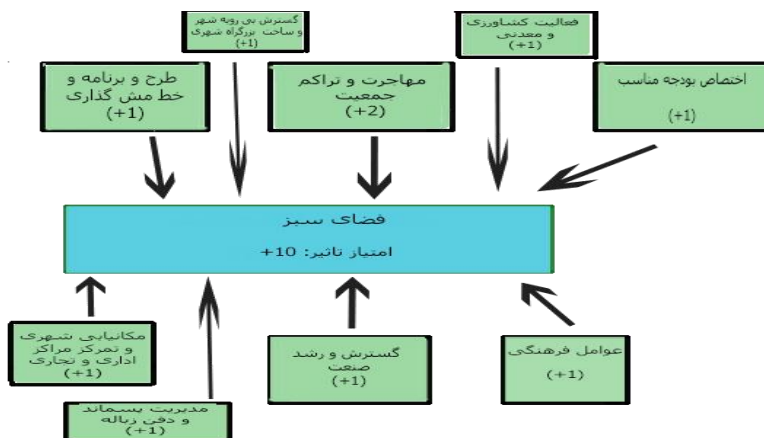 گسترش بی رویه شهر
و ساخت بزرگراه شهری
(+1)
فعالیت کشاورزی
و معدنی
(+1)
طرح و برنامه و
خط مش گذاری
(+1)
مهاجرت و تراکم
جمعیت
(+2)
اختصاص بودجه مناسب
(+1)
فضای سبز
امتیاز تاثیر: 10+
مکانیابی شهری
و تمرکز مراکز
اداری و تجاری
(+1)
گسترش و رشد
صنعت
(+1)
عوامل فرهنگی
(+1)
مدیریت پسماند
و دفن زباله
(+1)